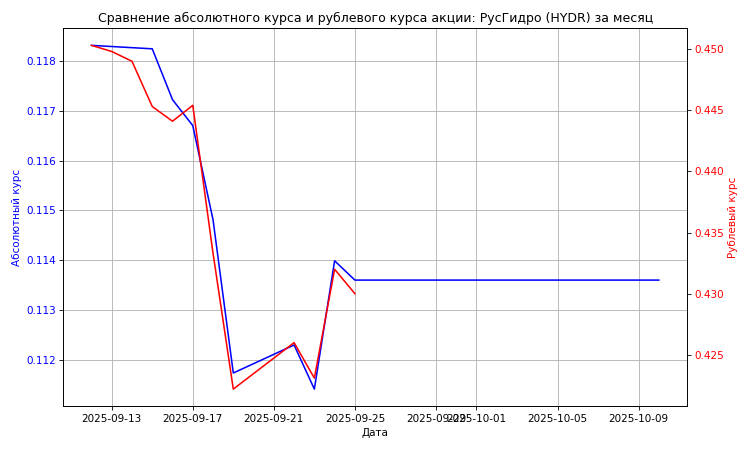 Сравнение абсолютного курса и рублевого курса акции: РусГидро (HYDR) за месяц
Абсолютный курс
0.118
0.117
0.116
0.115
0.114
0.113
0.112
0.450
0.445
0.440
0.435
0.430
0.425
Рублевый курс
2025-09-13 2025-09-17 2025-09-21 2025-09-25 2025-09-29 2025-10-01 2025-10-05 2025-10-09
Дата